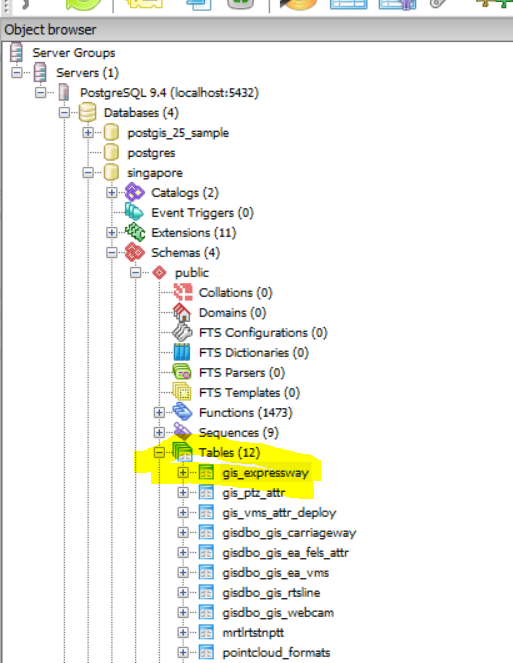 Object browser
Server Groups
Servers (1)
PostgreSQL 9.4 (localhost:5432)
Databases (4)
postgis_25_sample
postgres
singapore
Catalogs (2)
Event Triggers (0)
Extensions (11)
Schemas (4)
public
Collations (0)
Domains (0)
FTS Configurations (0)
FTS Dictionaries (0)
FTS Parsers (0)
FTS Templates (0)
Functions (1473)
Sequences (9)
Tables (12)
gis_expressway
gis_ptz_attr
gis_vms_attr_deploy
gisdbo_gis_carriageway
gisdbo_gis_ea_fels_attr
gisdbo_gis_ea_vms
gisdbo_gis_rtsline
gisdbo_gis_webcam
mrtlrtstnptt
pointcloud_formats